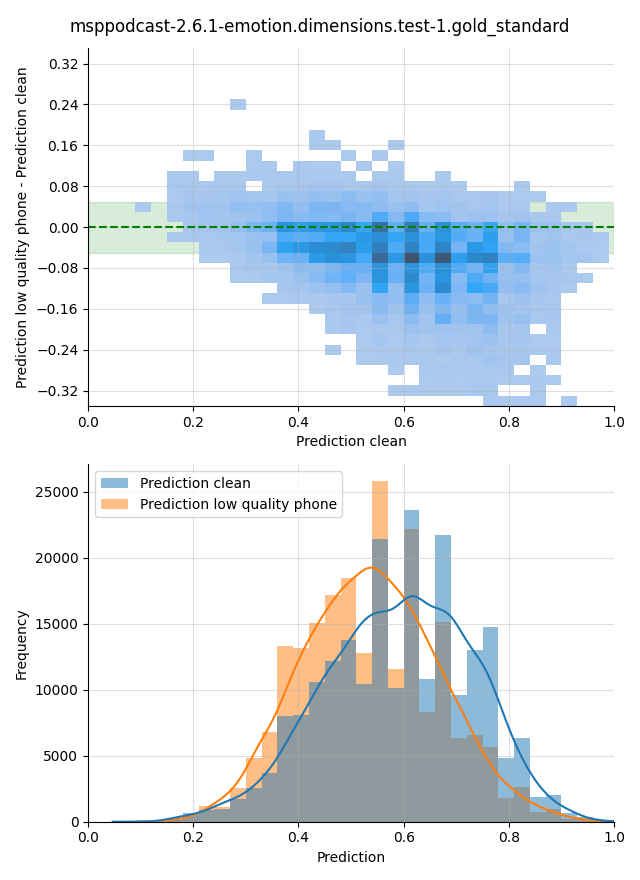 msppodcast-2.6.1-emotion.dimensions.test-1.gold_standard
Prediction low quality phone - Prediction clean
0.32
0.24
0.16
0.08
0.00
−0.08
−0.16
−0.24
−0.32
0.0 0.2 0.4 0.6 0.8 1.0
Prediction clean
Prediction clean
Prediction low quality phone
Frequency
25000
20000
15000
10000
5000
0
0.0 0.2 0.4 0.6 0.8 1.0
Prediction